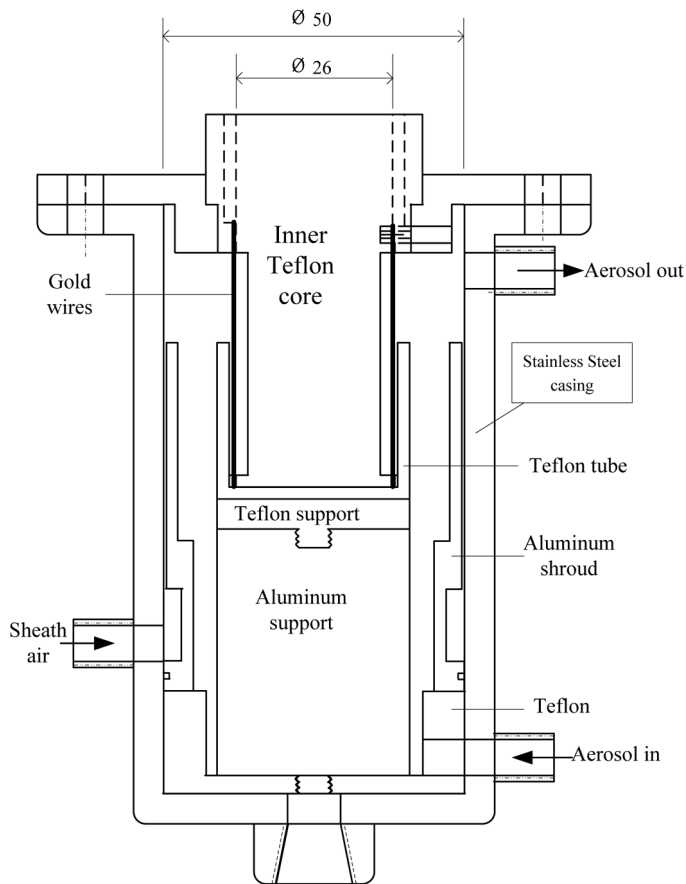 Ø 50
Ø 26
Inner
Teflon
core
Gold
wires
Aerosol out
Stainless Steel
casing
Teflon tube
Teflon support
Aluminum
shroud
Aluminum
support
Sheath
air
Teflon
Aerosol in